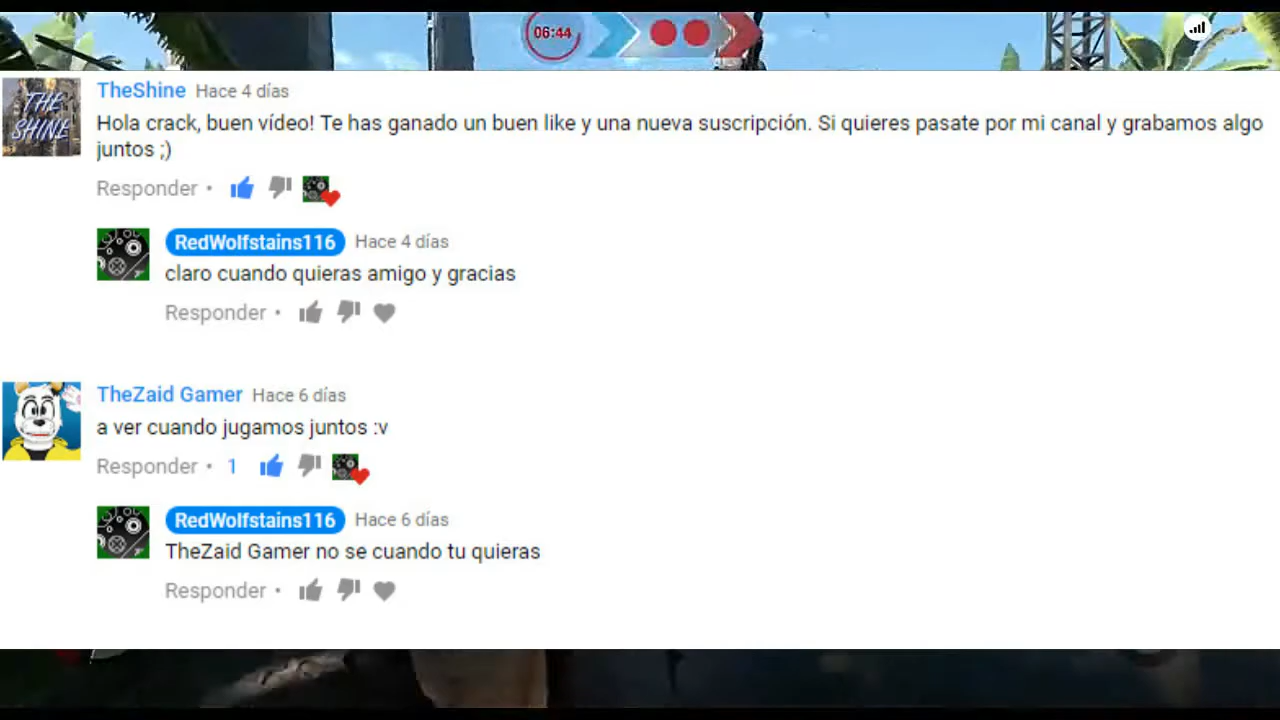 06:44
TheShine Hace 4 días
THE
SHINE
Hola crack, buen vídeo! Te has ganado un buen like y una nueva suscripción. Si quieres pasate por mi canal y grabamos algo
juntos ;)
Responder •
RedWolfstains116 Hace 4 días
claro cuando quieras amigo y gracias
Responder •
TheZaid Gamer Hace 6 días
a ver cuando jugamos juntos :v
Responder • 1
RedWolfstains116 Hace 6 días
TheZaid Gamer no se cuando tu quieras
Responder •